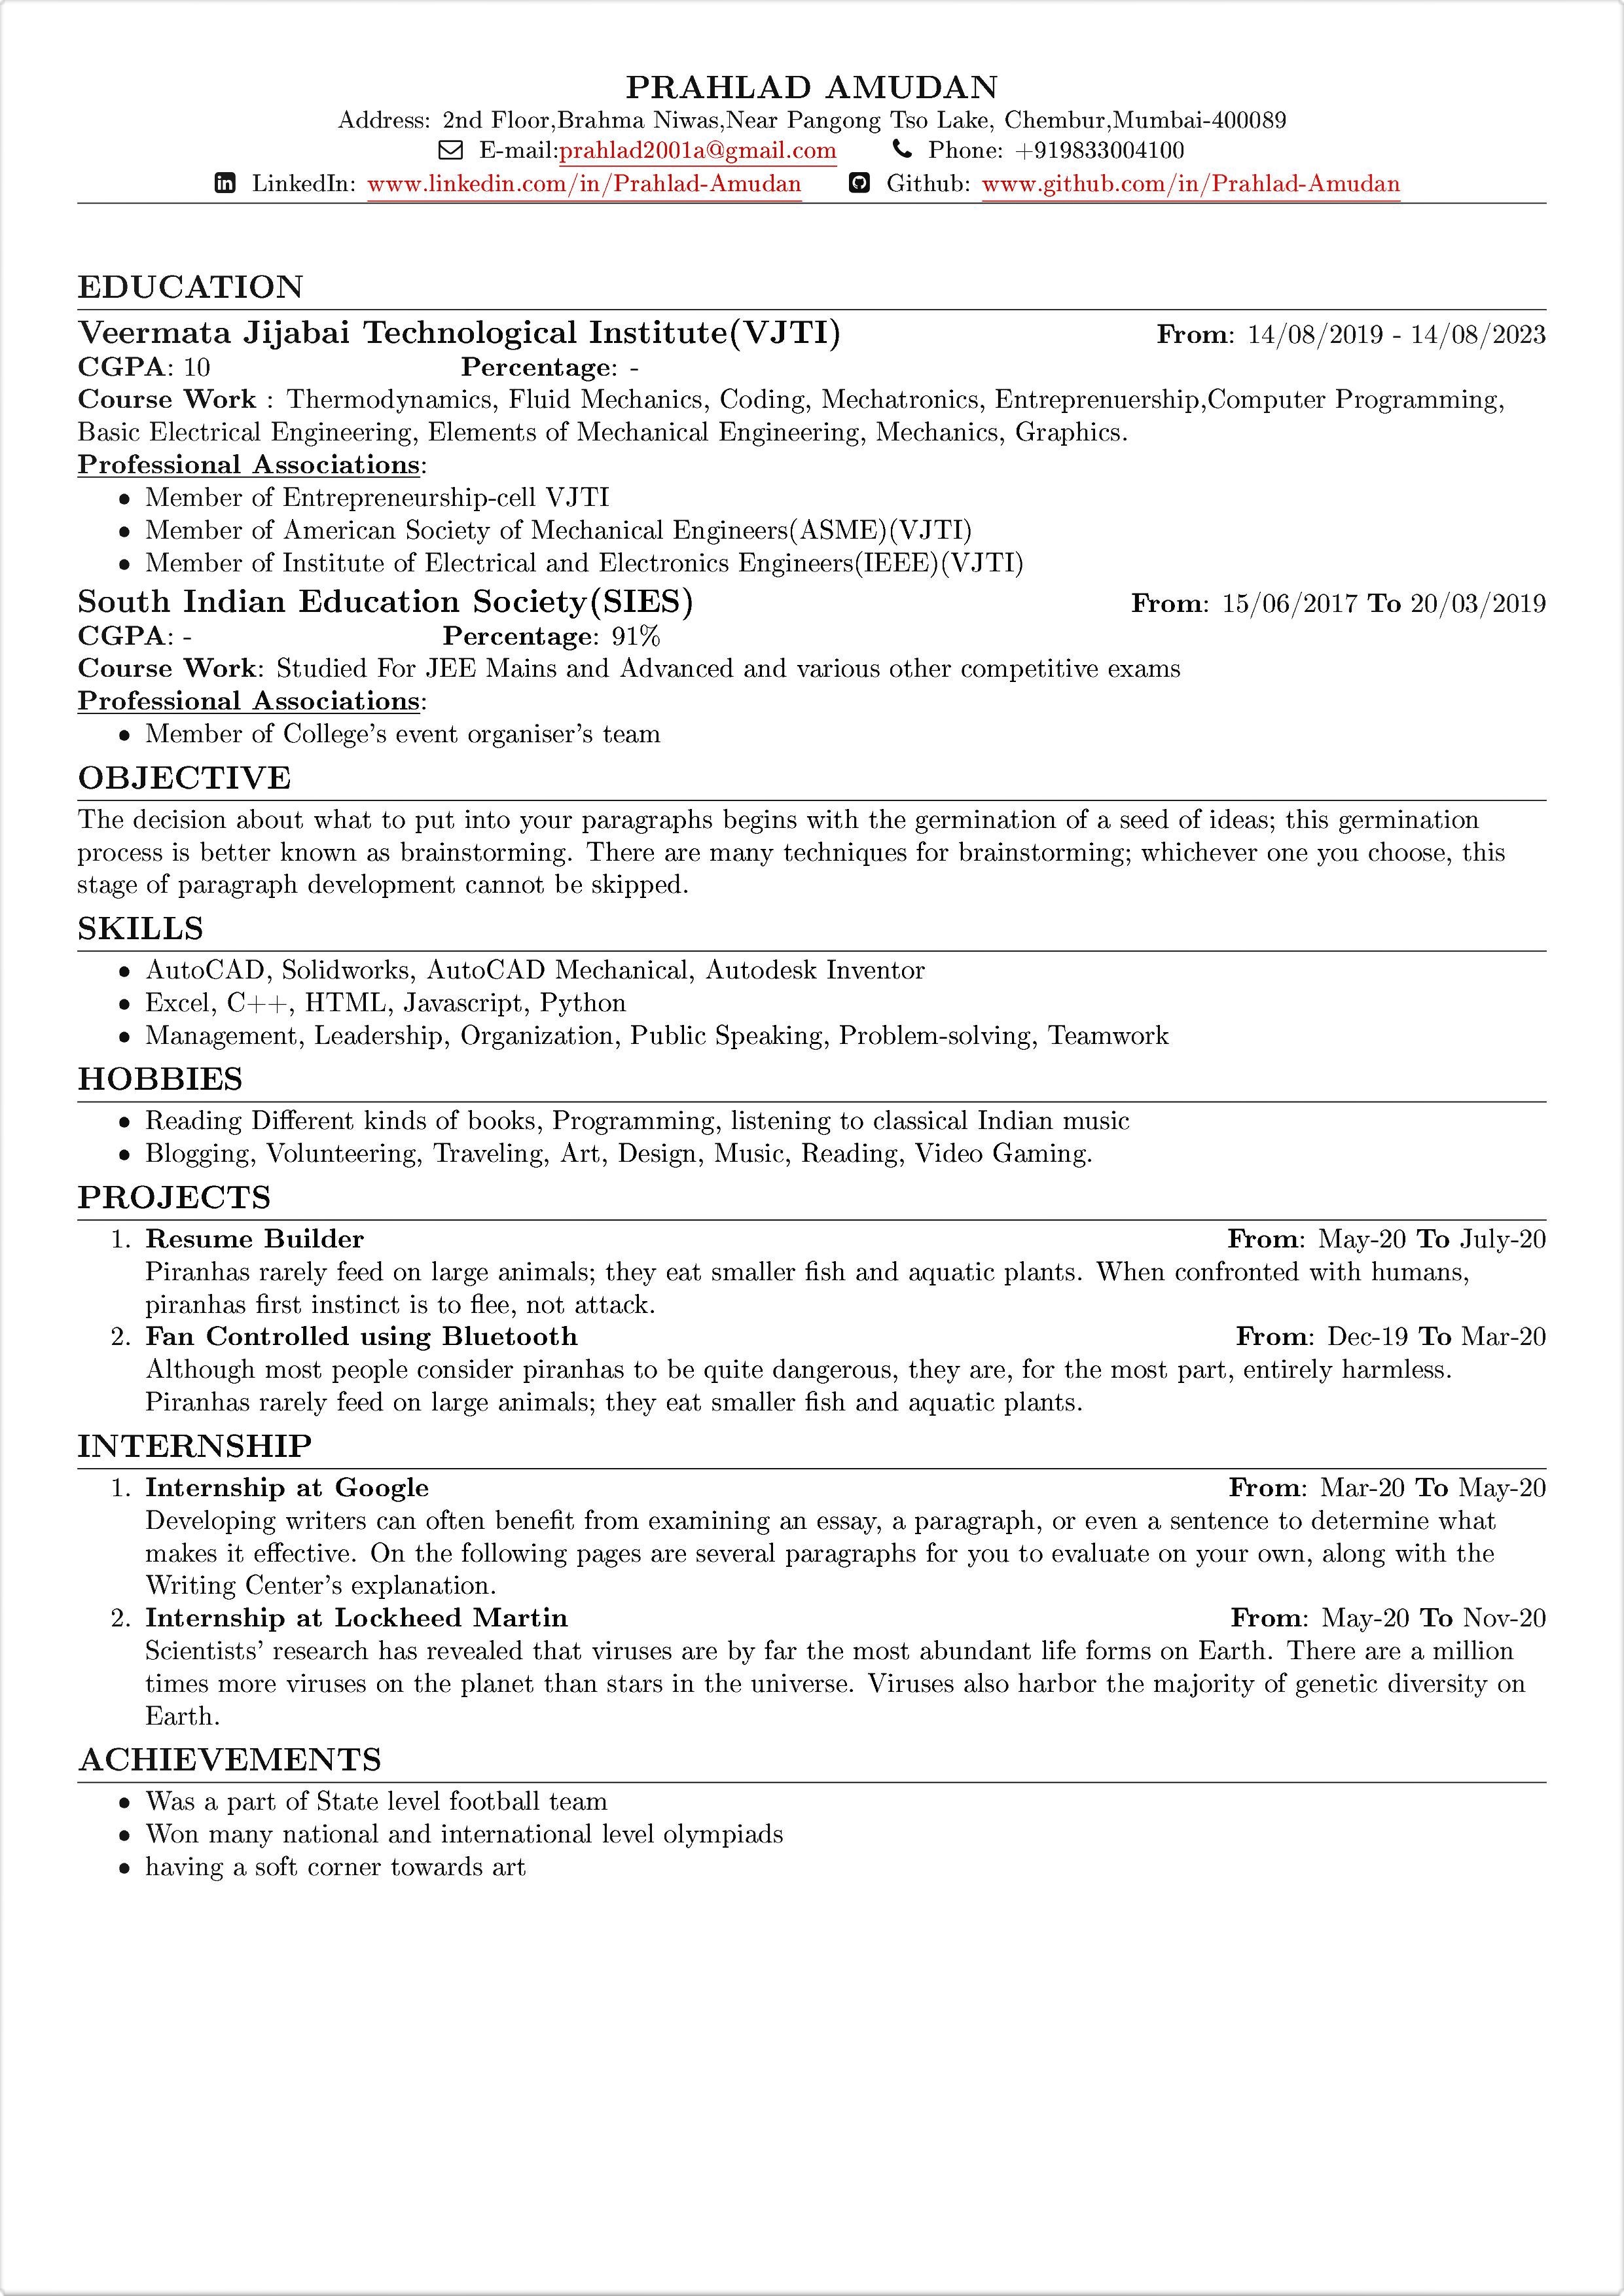 PRAHLAD AMUDAN
Address: 2nd Floor,Brahma Niwas,Near Pangong Tso Lake, Chembur,Mumbai-400089
E-mail:prahlad2001a@gmail.com Phone: +919833004100
LinkedIn: www.linkedin.com/in/Prahlad-Amudan Github: www.github.com/in/Prahlad-Amudan
EDUCATION
Veermata Jijabai Technological Institute(VJTI) From: 14/08/2019 - 14/08/2023
CGPA: 10 Percentage: -
Course Work : Thermodynamics, Fluid Mechanics, Coding, Mechatronics, Entreprenuership,Computer Programming,
Basic Electrical Engineering, Elements of Mechanical Engineering, Mechanics, Graphics.
Professional Associations:
• Member of Entrepreneurship-cell VJTI
• Member of American Society of Mechanical Engineers(ASME)(VJTI)
• Member of Institute of Electrical and Electronics Engineers(IEEE)(VJTI)
South Indian Education Society(SIES) From: 15/06/2017 To 20/03/2019
CGPA: - Percentage: 91%
Course Work: Studied For JEE Mains and Advanced and various other competitive exams
Professional Associations:
• Member of College's event organiser's team
OBJECTIVE
The decision about what to put into your paragraphs begins with the germination of a seed of ideas; this germination
process is better known as brainstorming. There are many techniques for brainstorming; whichever one you choose, this
stage of paragraph development cannot be skipped.
SKILLS
• AutoCAD, Solidworks, AutoCAD Mechanical, Autodesk Inventor
• Excel, C++, HTML, Javascript, Python
• Management, Leadership, Organization, Public Speaking, Problem-solving, Teamwork
HOBBIES
• Reading Different kinds of books, Programming, listening to classical Indian music
• Blogging, Volunteering, Traveling, Art, Design, Music, Reading, Video Gaming.
PROJECTS
1. Resume Builder From: May-20 To July-20
Piranhas rarely feed on large animals; they eat smaller fish and aquatic plants. When confronted with humans,
piranhas first instinct is to flee, not attack.
2. Fan Controlled using Bluetooth From: Dec-19 To Mar-20
Although most people consider piranhas to be quite dangerous, they are, for the most part, entirely harmless.
Piranhas rarely feed on large animals; they eat smaller fish and aquatic plants.
INTERNSHIP
1. Internship at Google From: Mar-20 To May-20
Developing writers can often benefit from examining an essay, a paragraph, or even a sentence to determine what
makes it effective. On the following pages are several paragraphs for you to evaluate on your own, along with the
Writing Center's explanation.
2. Internship at Lockheed Martin From: May-20 To Nov-20
Scientists' research has revealed that viruses are by far the most abundant life forms on Earth. There are a million
times more viruses on the planet than stars in the universe. Viruses also harbor the majority of genetic diversity on
Earth.
ACHIEVEMENTS
• Was a part of State level football team
• Won many national and international level olympiads
• having a soft corner towards art